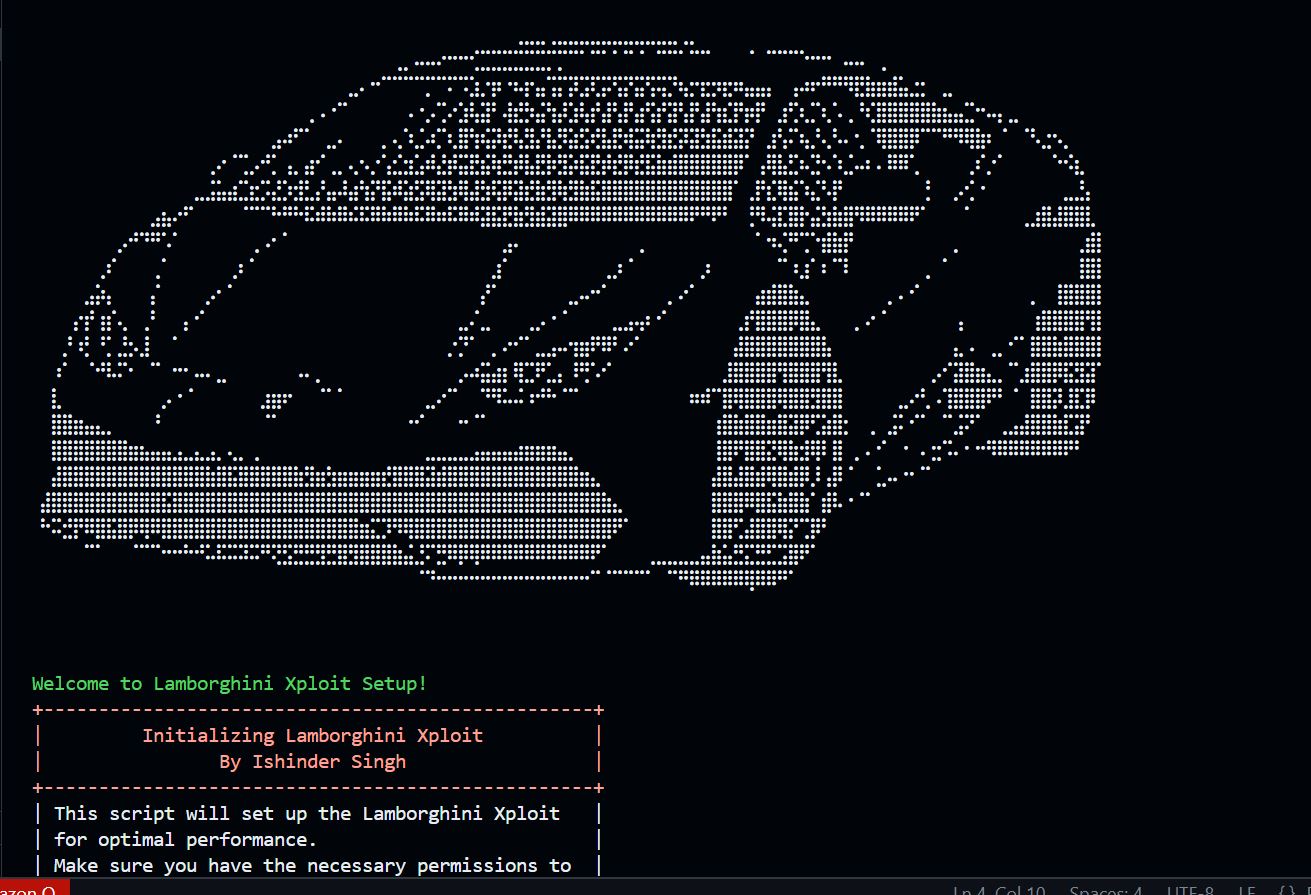 Welcome to Lamborghini Xploit Setup!
Initializing Lamborghini Xploit
By Ishinder Singh
This script will set up the Lamborghini Xploit
for optimal performance.
Make sure you have the necessary permissions to
Ln 4, Col 10 Spaces: 4 UTF-8 LF { }